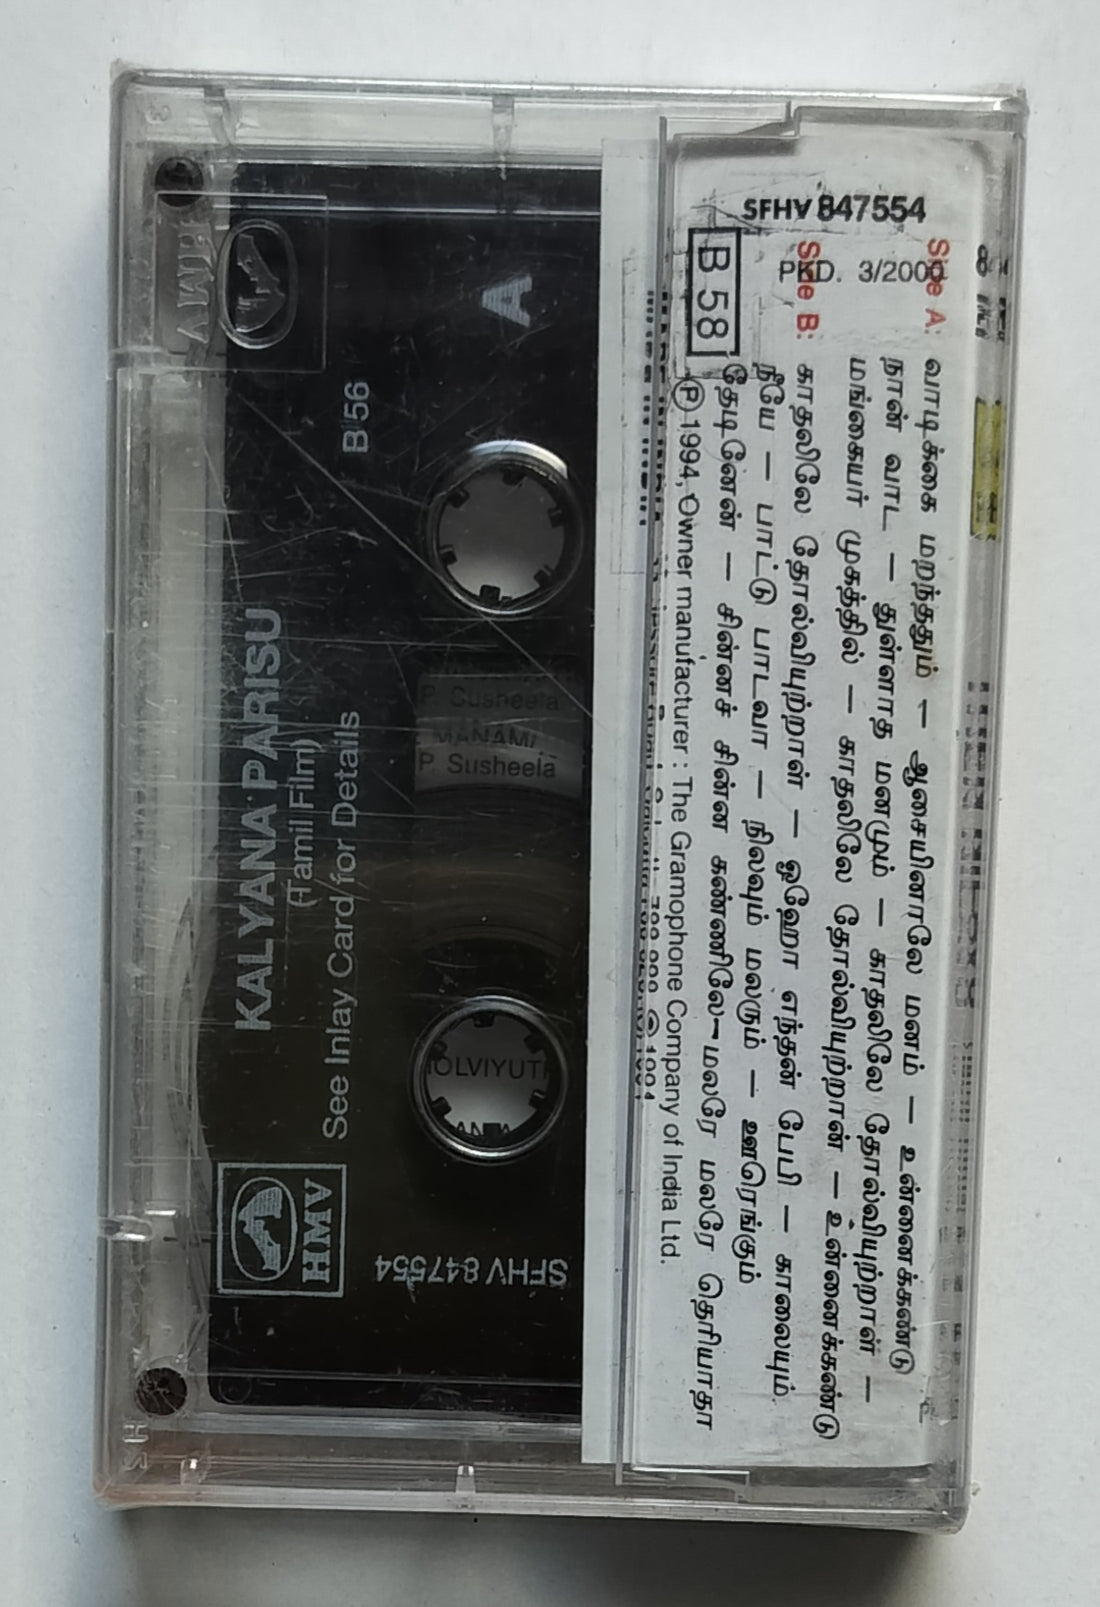 SFHV 847554
PKD. 3/2000
B 58
Side A:
வாடிக்கை மறந்ததும் – ஆசையினாலே மனம் – உன்னைக்கண்டு
நான் வாட – துள்ளாத மனமும் – காதலிலே தோல்வியுற்றாள் –
மங்கையர் முகத்தில் – காதலிலே தோல்வியுற்றான் – உன்னைக்கண்டு
Side B:
காதலிலே தோல்வியுற்றாள் – ஓஹோ எந்தன் பேபி – காலையும்
நீயே – பாட்டு பாடவா – நிலவும் மலரும் – ஊரெங்கும்
தேடினேன் – சின்னச் சின்ன கண்ணிலே – மலரே மலரே தெரியாதா
Ⓟ 1994, Owner manufacturer : The Gramophone Company of India Ltd.
A
B 56
KALYANA PARISU
(Tamil Film)
See Inlay Card for Details
HMV
SFHV 847554
P. Susheela
MANAMI
P. Susheela
OLVIYUT
HMV